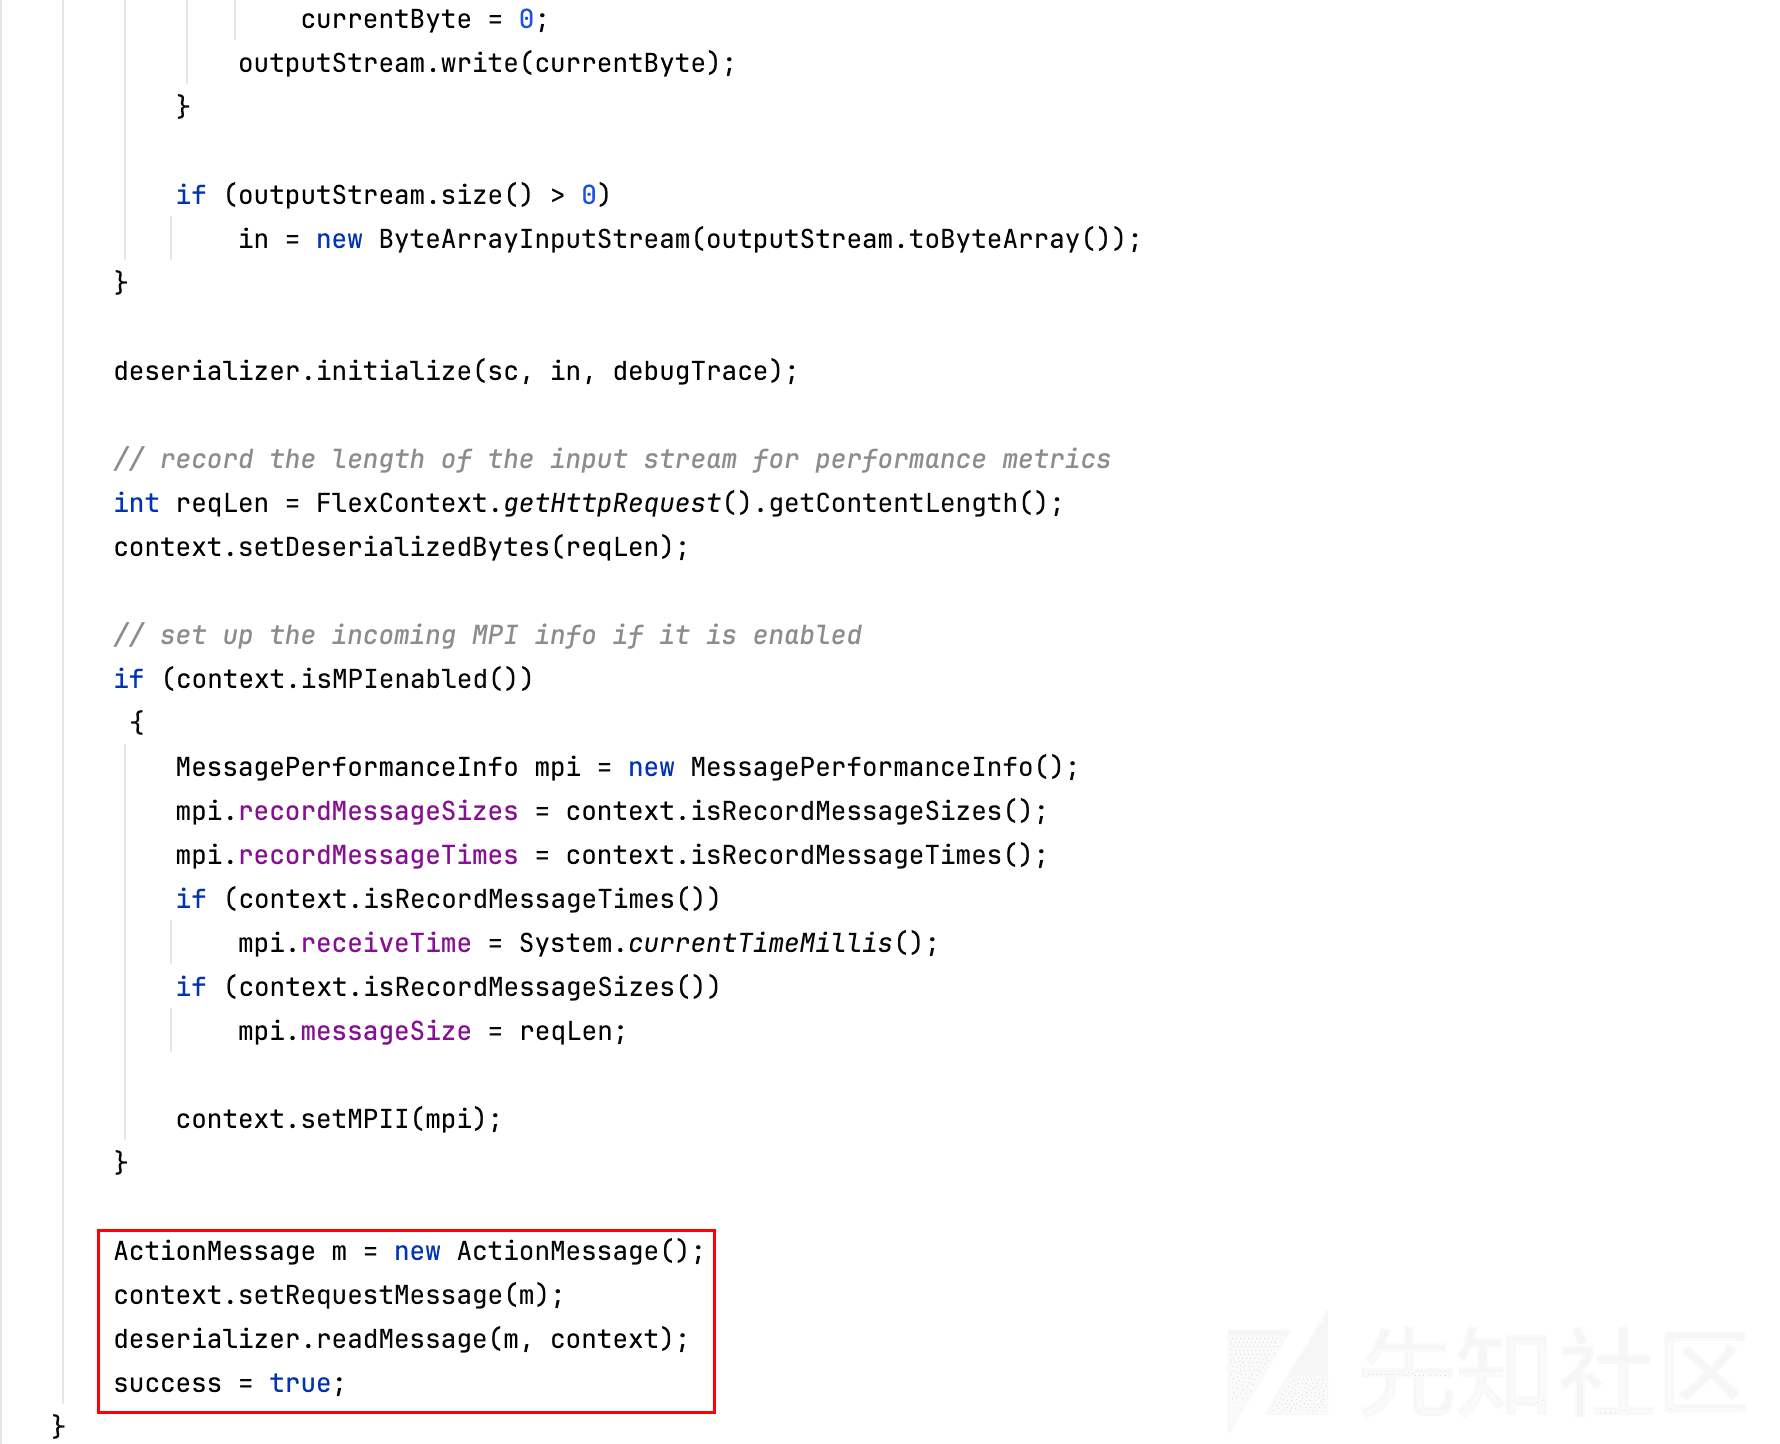 currentByte = 0;
outputStream.write(currentByte);
}
if (outputStream.size() > 0)
in = new ByteArrayInputStream(outputStream.toByteArray());
}
deserializer.initialize(sc, in, debugTrace);
// record the length of the input stream for performance metrics
int reqLen = FlexContext.getHttpRequest().getContentLength();
context.setDeserializedBytes(reqLen);
// set up the incoming MPI info if it is enabled
if (context.isMPIenabled())
{
MessagePerformanceInfo mpi = new MessagePerformanceInfo();
mpi.recordMessageSizes = context.isRecordMessageSizes();
mpi.recordMessageTimes = context.isRecordMessageTimes();
if (context.isRecordMessageTimes())
mpi.receiveTime = System.currentTimeMillis();
if (context.isRecordMessageSizes())
mpi.messageSize = reqLen;
context.setMPII(mpi);
}
ActionMessage m = new ActionMessage();
context.setRequestMessage(m);
deserializer.readMessage(m, context);
success = true;
}
先知社区